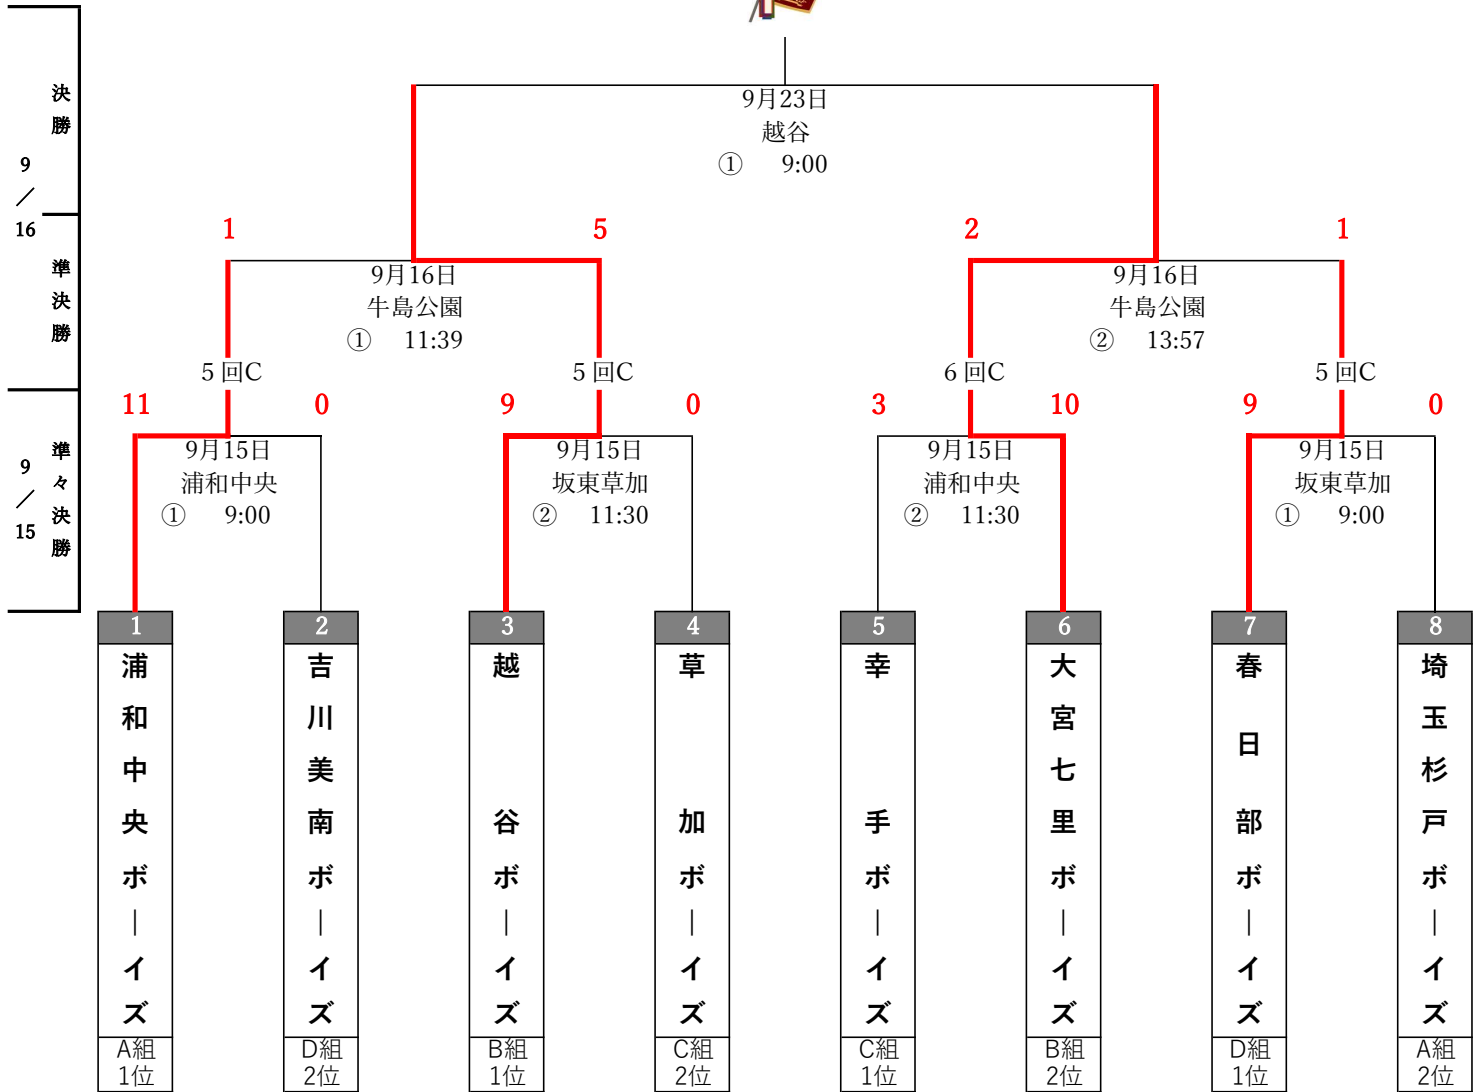 決勝
9/16
9月23日
越谷
① 9:00
1 5 2 1
準決勝
9月16日
牛島公園
① 11:39
9月16日
牛島公園
② 13:57
5回C 5回C 6回C 5回C
11 0 9 0 3 10 9 0
準々決勝
9/15
9月15日
浦和中央
① 9:00
9月15日
坂東草加
② 11:30
9月15日
浦和中央
② 11:30
9月15日
坂東草加
① 9:00
1
浦和中央ボーイズ
A組
1位
2
吉川美南ボーイズ
D組
2位
3
越谷ボーイズ
B組
1位
4
草加ボーイズ
C組
2位
5
幸手ボーイズ
C組
1位
6
大宮七里ボーイズ
B組
2位
7
春日部ボーイズ
D組
1位
8
埼玉杉戸ボーイズ
A組
2位